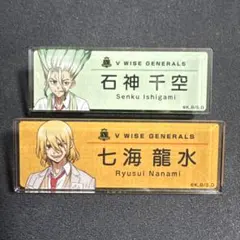 V WISE GENERALS
石神 千空
Senku Ishigami
©K,B/S,D
V WISE GENERALS
七海 龍水
Ryusui Nanami
©K,B/S,D